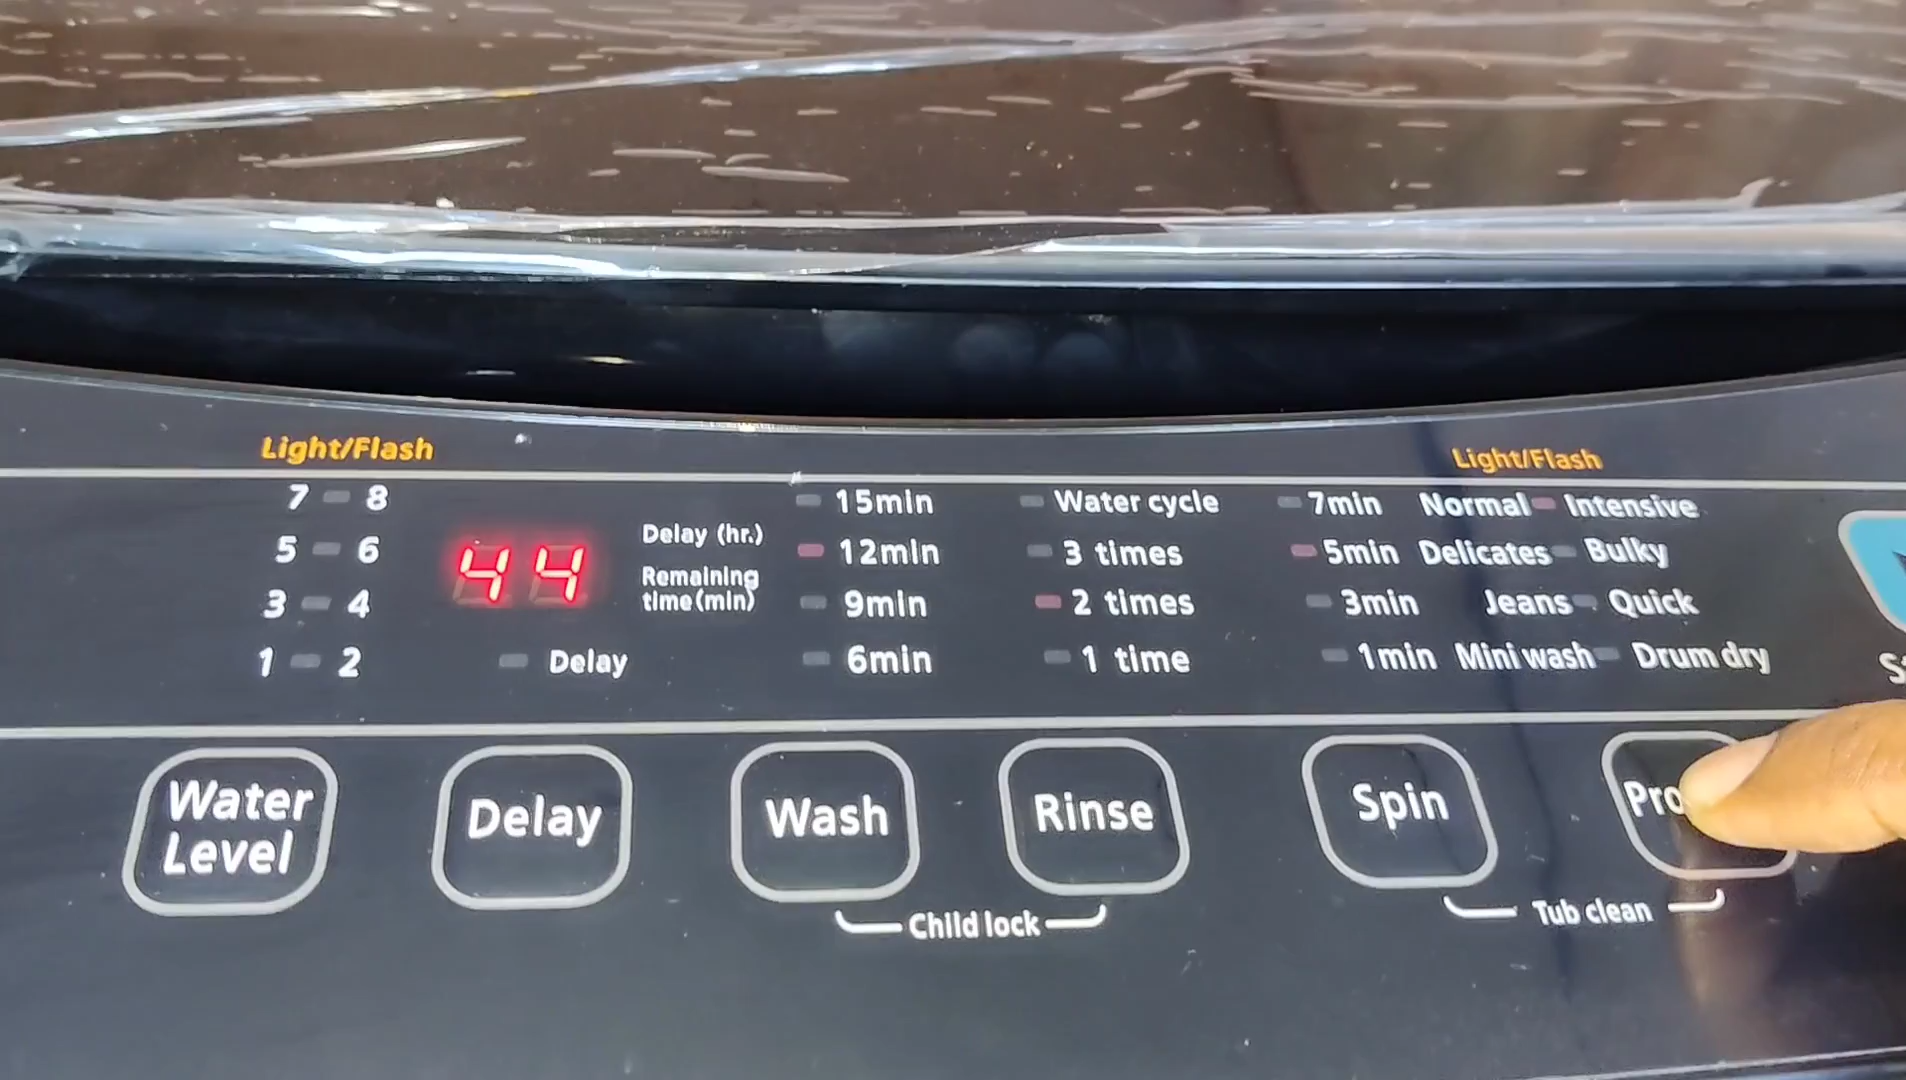 Light/Flash
Light/Flash
7 8
5 6
3 4
1 2
44
Delay (hr.)
Remaining
time(min)
Delay
15min
12min
9min
6min
Water cycle
3 times
2 times
1 time
7min
5min
3min
1min
Normal Intensive
Delicates Bulky
Jeans Quick
Mini wash Drum dry
Water
Level
Delay
Wash
Rinse
Spin
Child lock
Tub clean